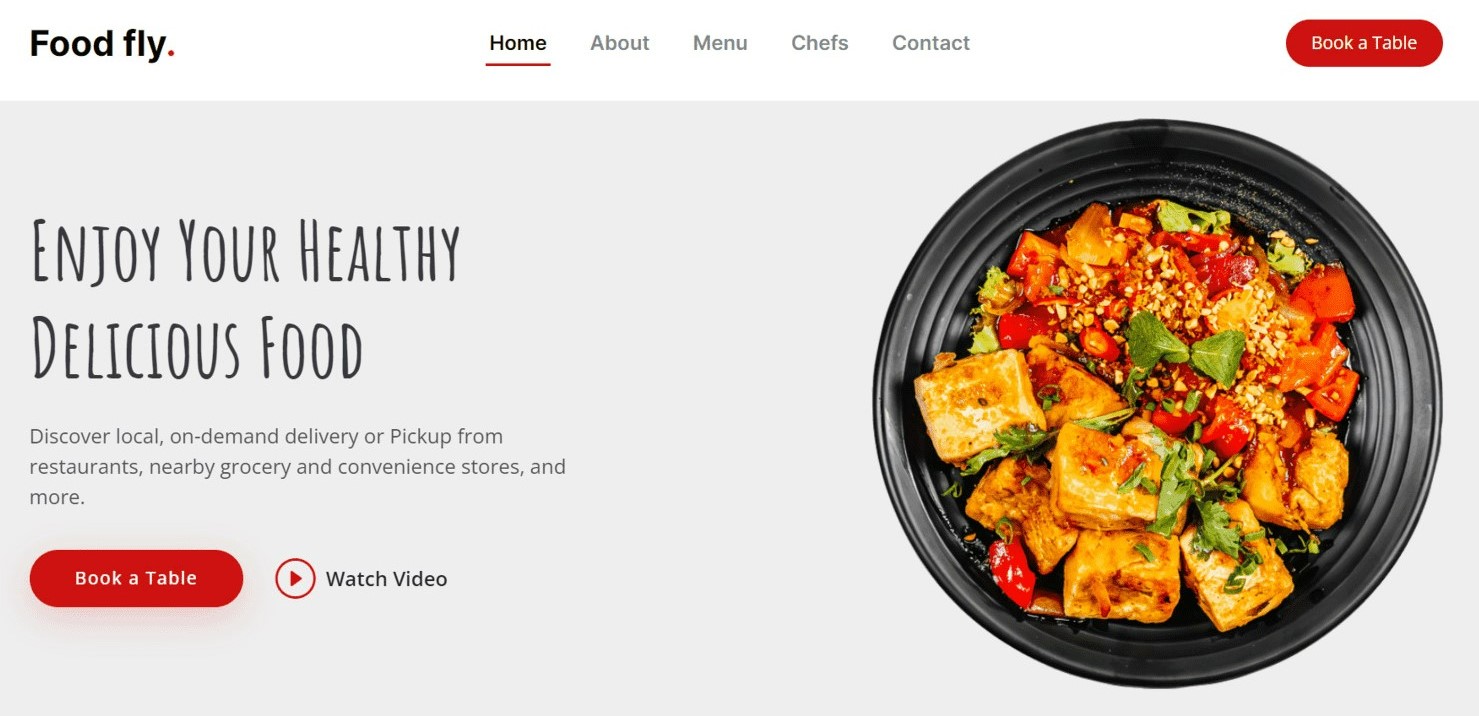 Food fly.
Home
About
Menu
Chefs
Contact
Book a Table
Enjoy Your Healthy
Delicious Food
Discover local, on-demand delivery or Pickup from
restaurants, nearby grocery and convenience stores, and
more.
Book a Table
Watch Video